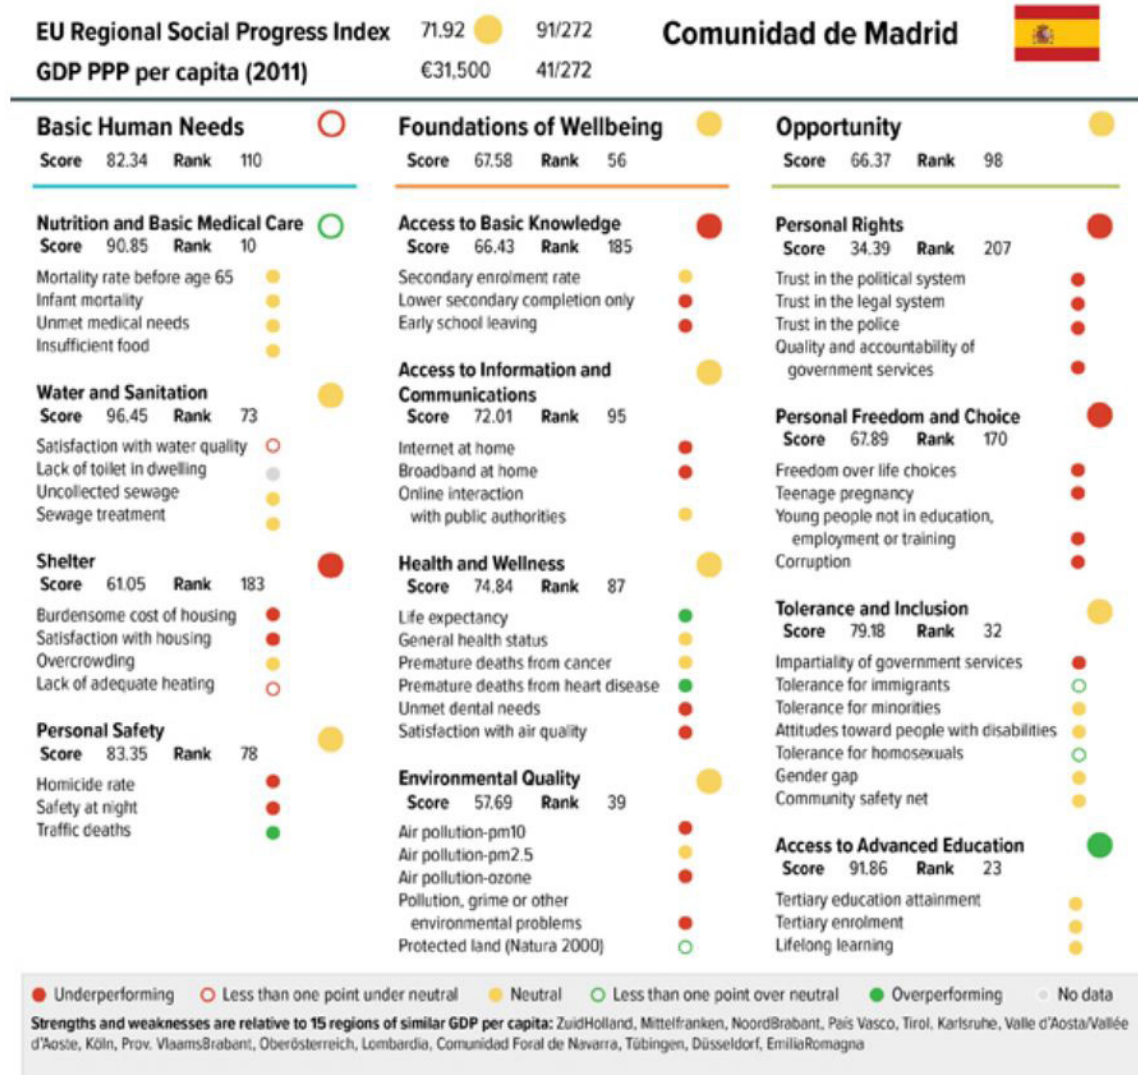 EU Regional Social Progress Index 71.92 91/272 Comunidad de Madrid
GDP PPP per capita (2011) €31,500 41/272
Basic Human Needs
Score 82.34 Rank 110
Nutrition and Basic Medical Care
Score 90.85 Rank 10
Mortality rate before age 65
Infant mortality
Unmet medical needs
Insufficient food
Water and Sanitation
Score 96.45 Rank 73
Satisfaction with water quality
Lack of toilet in dwelling
Uncollected sewage
Sewage treatment
Shelter
Score 61.05 Rank 183
Burdensome cost of housing
Satisfaction with housing
Overcrowding
Lack of adequate heating
Personal Safety
Score 83.35 Rank 78
Homicide rate
Safety at night
Traffic deaths
Foundations of Wellbeing
Score 67.58 Rank 56
Access to Basic Knowledge
Score 66.43 Rank 185
Secondary enrolment rate
Lower secondary completion only
Early school leaving
Access to Information and
Communications
Score 72.01 Rank 95
Internet at home
Broadband at home
Online interaction
with public authorities
Health and Wellness
Score 74.84 Rank 87
Life expectancy
General health status
Premature deaths from cancer
Premature deaths from heart disease
Unmet dental needs
Satisfaction with air quality
Environmental Quality
Score 57.69 Rank 39
Air pollution-pm10
Air pollution-pm2.5
Air pollution-ozone
Pollution, grime or other
environmental problems
Protected land (Natura 2000)
Opportunity
Score 66.37 Rank 98
Personal Rights
Score 34.39 Rank 207
Trust in the political system
Trust in the legal system
Trust in the police
Quality and accountability of
government services
Personal Freedom and Choice
Score 67.89 Rank 170
Freedom over life choices
Teenage pregnancy
Young people not in education,
employment or training
Corruption
Tolerance and Inclusion
Score 79.18 Rank 32
Impartiality of government services
Tolerance for immigrants
Tolerance for minorities
Attitudes toward people with disabilities
Tolerance for homosexuals
Gender gap
Community safety net
Access to Advanced Education
Score 91.86 Rank 23
Tertiary education attainment
Tertiary enrolment
Lifelong learning
Underperforming Less than one point under neutral Neutral Less than one point over neutral Overperforming No data
Strengths and weaknesses are relative to 15 regions of similar GDP per capita: ZuidHolland, Mittelfranken, NoordBrabant, País Vasco, Tirol, Karlsruhe, Valle d'Aosta/Vallée
d'Aoste, Köln, Prov. VlaamsBrabant, Oberösterreich, Lombardia, Comunidad Foral de Navarra, Tübingen, Düsseldorf, EmiliaRomagna